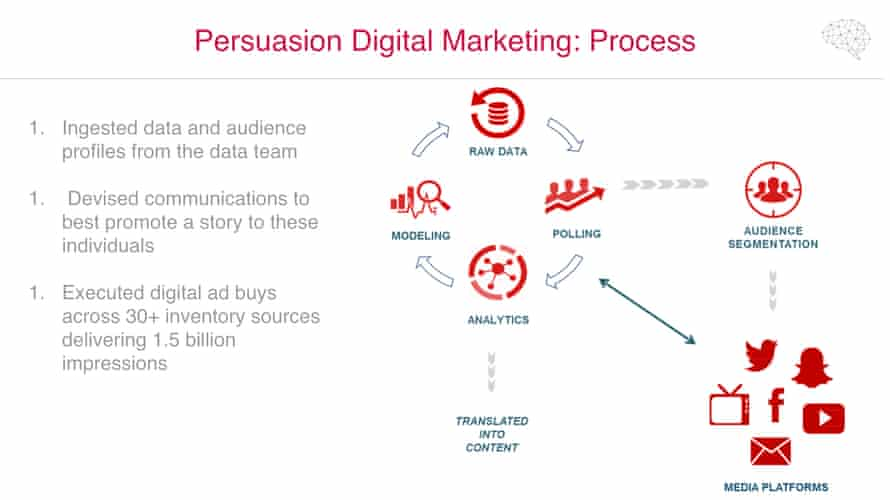 Persuasion Digital Marketing: Process
1. Ingested data and audience
profiles from the data team
1. Devised communications to
best promote a story to these
individuals
1. Executed digital ad buys
across 30+ inventory sources
delivering 1.5 billion
impressions
RAW DATA
MODELING
POLLING
ANALYTICS
AUDIENCE
SEGMENTATION
TRANSLATED
INTO
CONTENT
MEDIA PLATFORMS